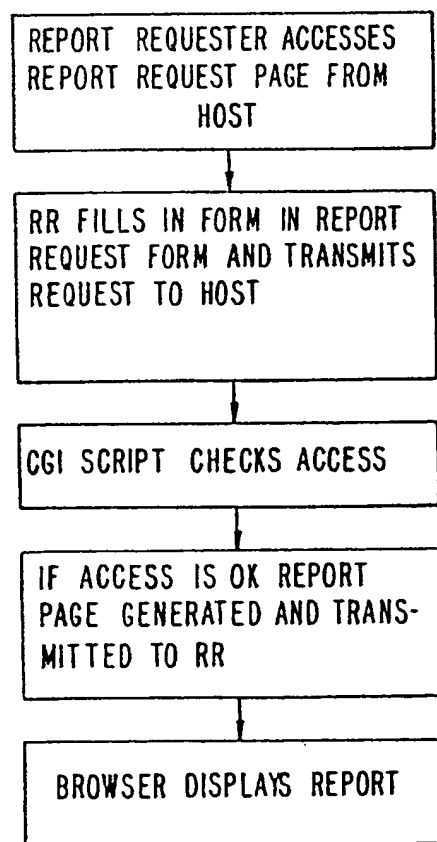 REPORT REQUESTER ACCESSES
REPORT REQUEST PAGE FROM
HOST
RR FILLS IN FORM IN REPORT
REQUEST FORM AND TRANSMITS
REQUEST TO HOST
CGI SCRIPT CHECKS ACCESS
IF ACCESS IS OK REPORT
PAGE GENERATED AND TRANS-
MITTED TO RR
BROWSER DISPLAYS REPORT